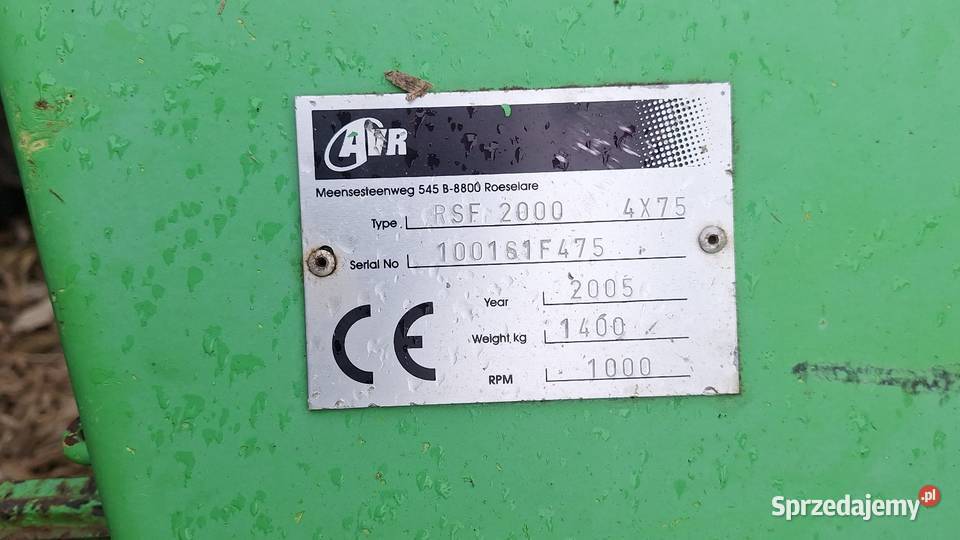 AVR
Meensesteenweg 545 B-8800 Roeselare
Type RSF 2000 4X75
Serial No 100161F475
Year 2005
Weight kg 1400
RPM 1000
CE
Sprzedajemy .pl